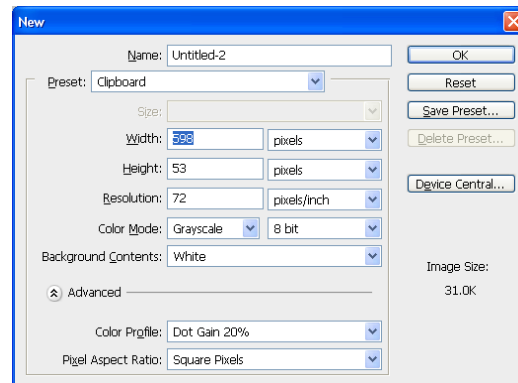 New
Name: Untitled-2
OK
Preset: Clipboard
Reset
Size:
Save Preset...
Width: 598 pixels
Delete Preset...
Height: 53 pixels
Resolution: 72 pixels/inch
Device Central...
Color Mode: Grayscale 8 bit
Background Contents: White
Image Size:
31.0K
Advanced
Color Profile: Dot Gain 20%
Pixel Aspect Ratio: Square Pixels